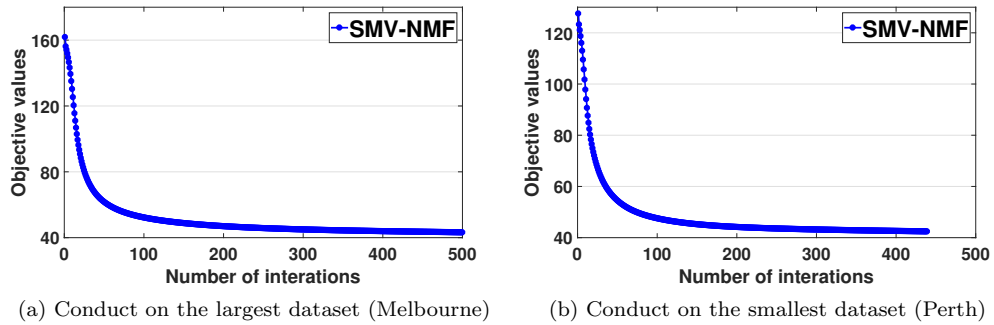 SMV-NMF
160
120
80
40
Objective values
0 100 200 300 400 500
Number of interations
(a) Conduct on the largest dataset (Melbourne)
SMV-NMF
120
100
80
60
40
Objective values
0 100 200 300 400 500
Number of interations
(b) Conduct on the smallest dataset (Perth)